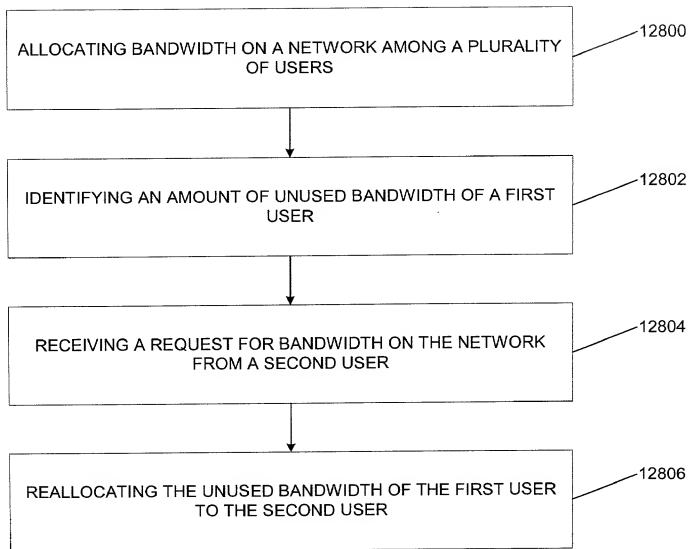 12800
ALLOCATING BANDWIDTH ON A NETWORK AMONG A PLURALITY
OF USERS
12802
IDENTIFYING AN AMOUNT OF UNUSED BANDWIDTH OF A FIRST
USER
12804
RECEIVING A REQUEST FOR BANDWIDTH ON THE NETWORK
FROM A SECOND USER
12806
REALLOCATING THE UNUSED BANDWIDTH OF THE FIRST USER
TO THE SECOND USER